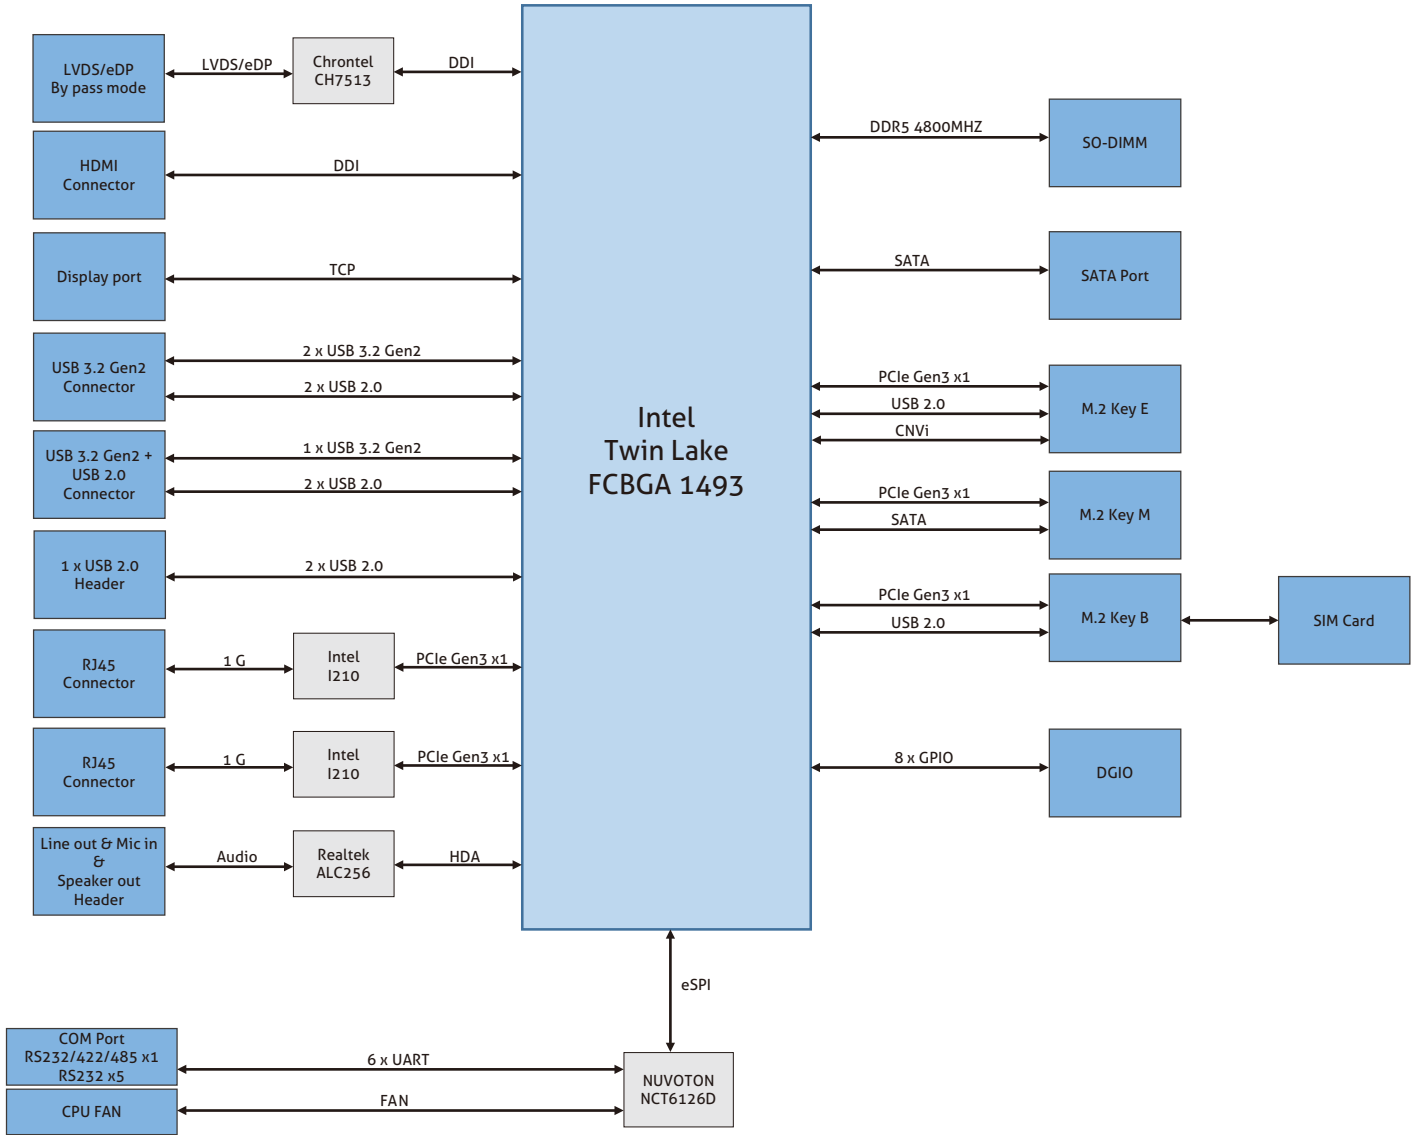 LVDS/eDP
By pass mode
LVDS/eDP
Chrontel
CH7513
DDI
HDMI
Connector
DDI
Display port
TCP
USB 3.2 Gen2
Connector
2 x USB 3.2 Gen2
2 x USB 2.0
USB 3.2 Gen2 +
USB 2.0
Connector
1 x USB 3.2 Gen2
2 x USB 2.0
1 x USB 2.0
Header
2 x USB 2.0
RJ45
Connector
1 G
Intel
I210
PCIe Gen3 x1
RJ45
Connector
1 G
Intel
I210
PCIe Gen3 x1
Line out & Mic in
&
Speaker out
Header
Audio
Realtek
ALC256
HDA
Intel
Twin Lake
FCBGA 1493
DDR5 4800MHZ
SO-DIMM
SATA
SATA Port
PCIe Gen3 x1
USB 2.0
CNVi
M.2 Key E
PCIe Gen3 x1
SATA
M.2 Key M
PCIe Gen3 x1
USB 2.0
M.2 Key B
SIM Card
8 x GPIO
DGIO
eSPI
COM Port
RS232/422/485 x1
RS232 x5
6 x UART
CPU FAN
FAN
NUVOTON
NCT6126D